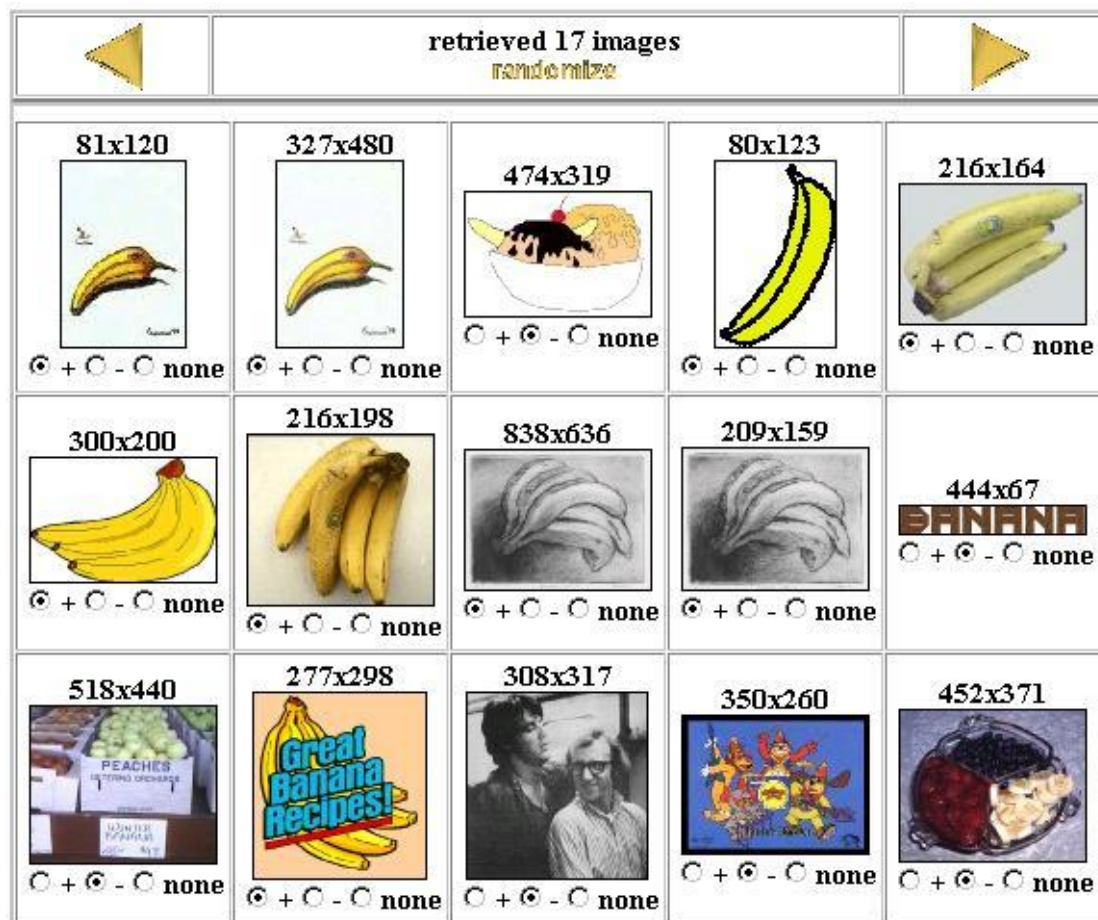 retrieved 17 images
randomize
81x120
327x480
474x319
80x123
216x164
+ - none
+ - none
+ - none
+ - none
+ - none
300x200
216x198
838x636
209x159
444x67
BANANA
+ - none
+ - none
+ - none
+ - none
+ - none
518x440
277x298
308x317
350x260
452x371
PEACHES
WINTER
BANANA
Great
Banana
Recipes!
+ - none
+ - none
+ - none
+ - none
+ - none